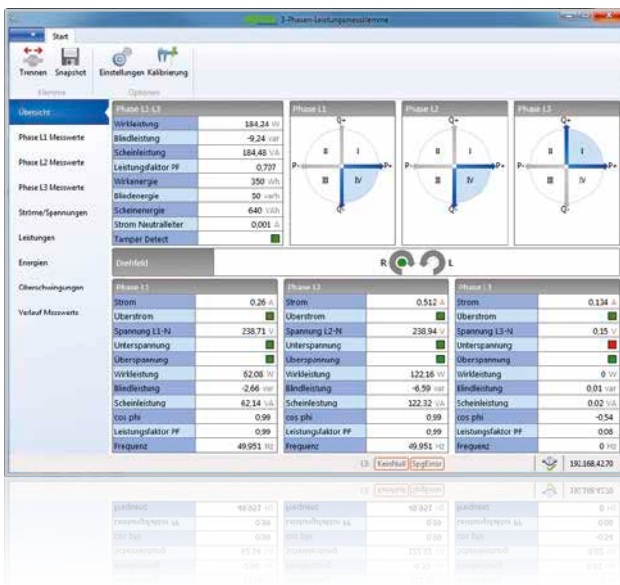 3-Phasen-Leistungsmessklemme
Start
Trennen Snapshot Einstellungen Kalibrierung
Klemme Optionen
Übersicht
Phase L1 Messwerte
Phase L2 Messwerte
Phase L3 Messwerte
Ströme/Spannungen
Leistungen
Energien
Oberschwingungen
Verlauf Messwerte
Phase L1-L3
Wirkleistung 184,24 W
Blindleistung -9,24 var
Scheinleistung 184,48 VA
Leistungsfaktor PF 0,707
Wirkenergie 350 Wh
Bliedenergie 50 varh
Scheinenergie 640 VAh
Strom Neutralleiter 0,001 A
Tamper Detect
Phase L1
Q+
II I
P- P+
III IV
Q-
Phase L2
Q+
II I
P- P+
III IV
Q-
Phase L3
Q+
II I
P- P+
III IV
Q-
Drehfeld R L
Phase L1
Strom 0,26 A
Überstrom
Spannung L1-N 238,71 V
Unterspannung
Überspannung
Wirkleistung 62,08 W
Blindleistung -2,66 var
Scheinleistung 62,14 VA
cos phi 0,99
Leistungsfaktor PF 0,99
Frequenz 49,951 Hz
Phase L2
Strom 0,512 A
Überstrom
Spannung L2-N 238,94 V
Unterspannung
Überspannung
Wirkleistung 122,16 W
Blindleistung -6,59 var
Scheinleistung 122,32 VA
cos phi 0,99
Leistungsfaktor PF 0,99
Frequenz 49,951 Hz
Phase L3
Strom 0,134 A
Überstrom
Spannung L3-N 0,15 V
Unterspannung
Überspannung
Wirkleistung 0 W
Blindleistung 0,01 var
Scheinleistung 0,02 VA
cos phi -0,54
Leistungsfaktor PF 0,08
Frequenz 0 Hz
L3: KeinNull SpgEinbr 192.168.42.70